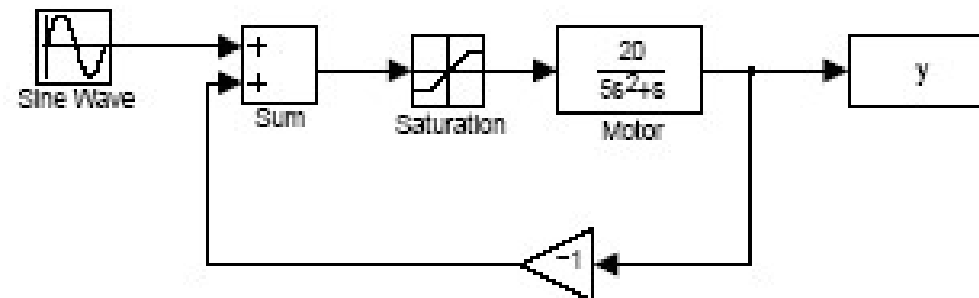 Sine Wave
+
+
Sum
Saturation
20
5s²+s
Motor
y
-1